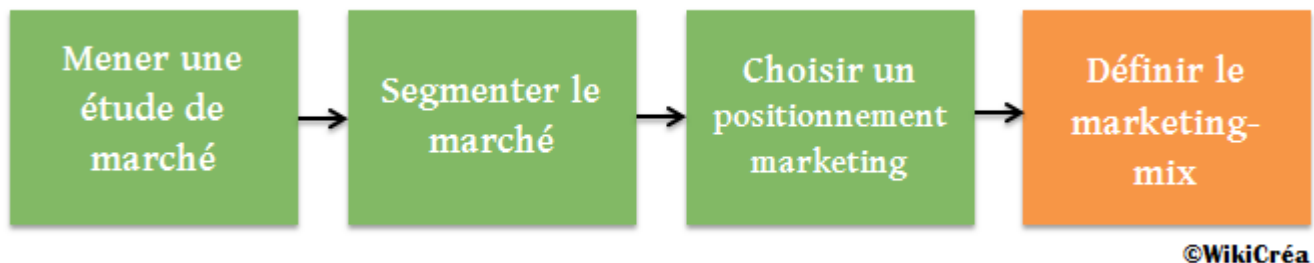 Mener une
étude de
marché
Segmenter le
marché
Choisir un
positionnement
marketing
Définir le
marketing-
mix
©WikiCréa